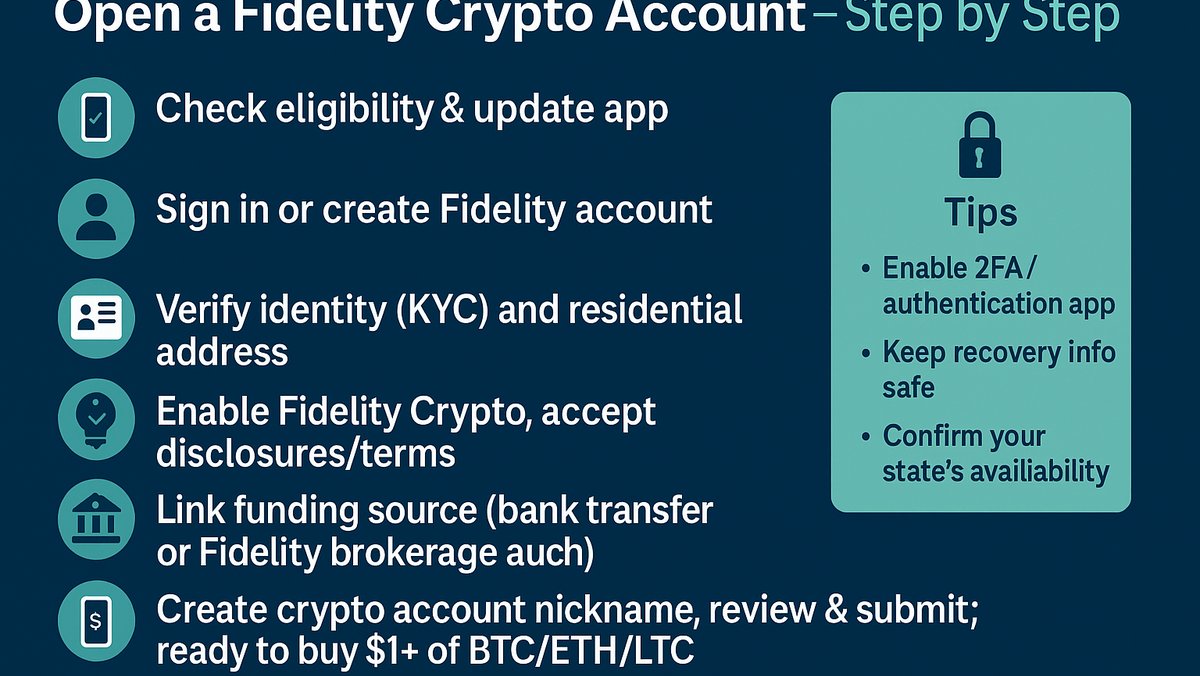 Open a Fidelity Crypto Account – Step by Step
Check eligibility & update app
Sign in or create Fidelity account
Verify identity (KYC) and residential
address
Enable Fidelity Crypto, accept
disclosures/terms
Link funding source (bank transfer
or Fidelity brokerage auch)
$
Create crypto account nickname, review & submit;
ready to buy $1+ of BTC/ETH/LTC
Tips
• Enable 2FA/
authentication app
• Keep recovery info
safe
• Confirm your
state's availiability